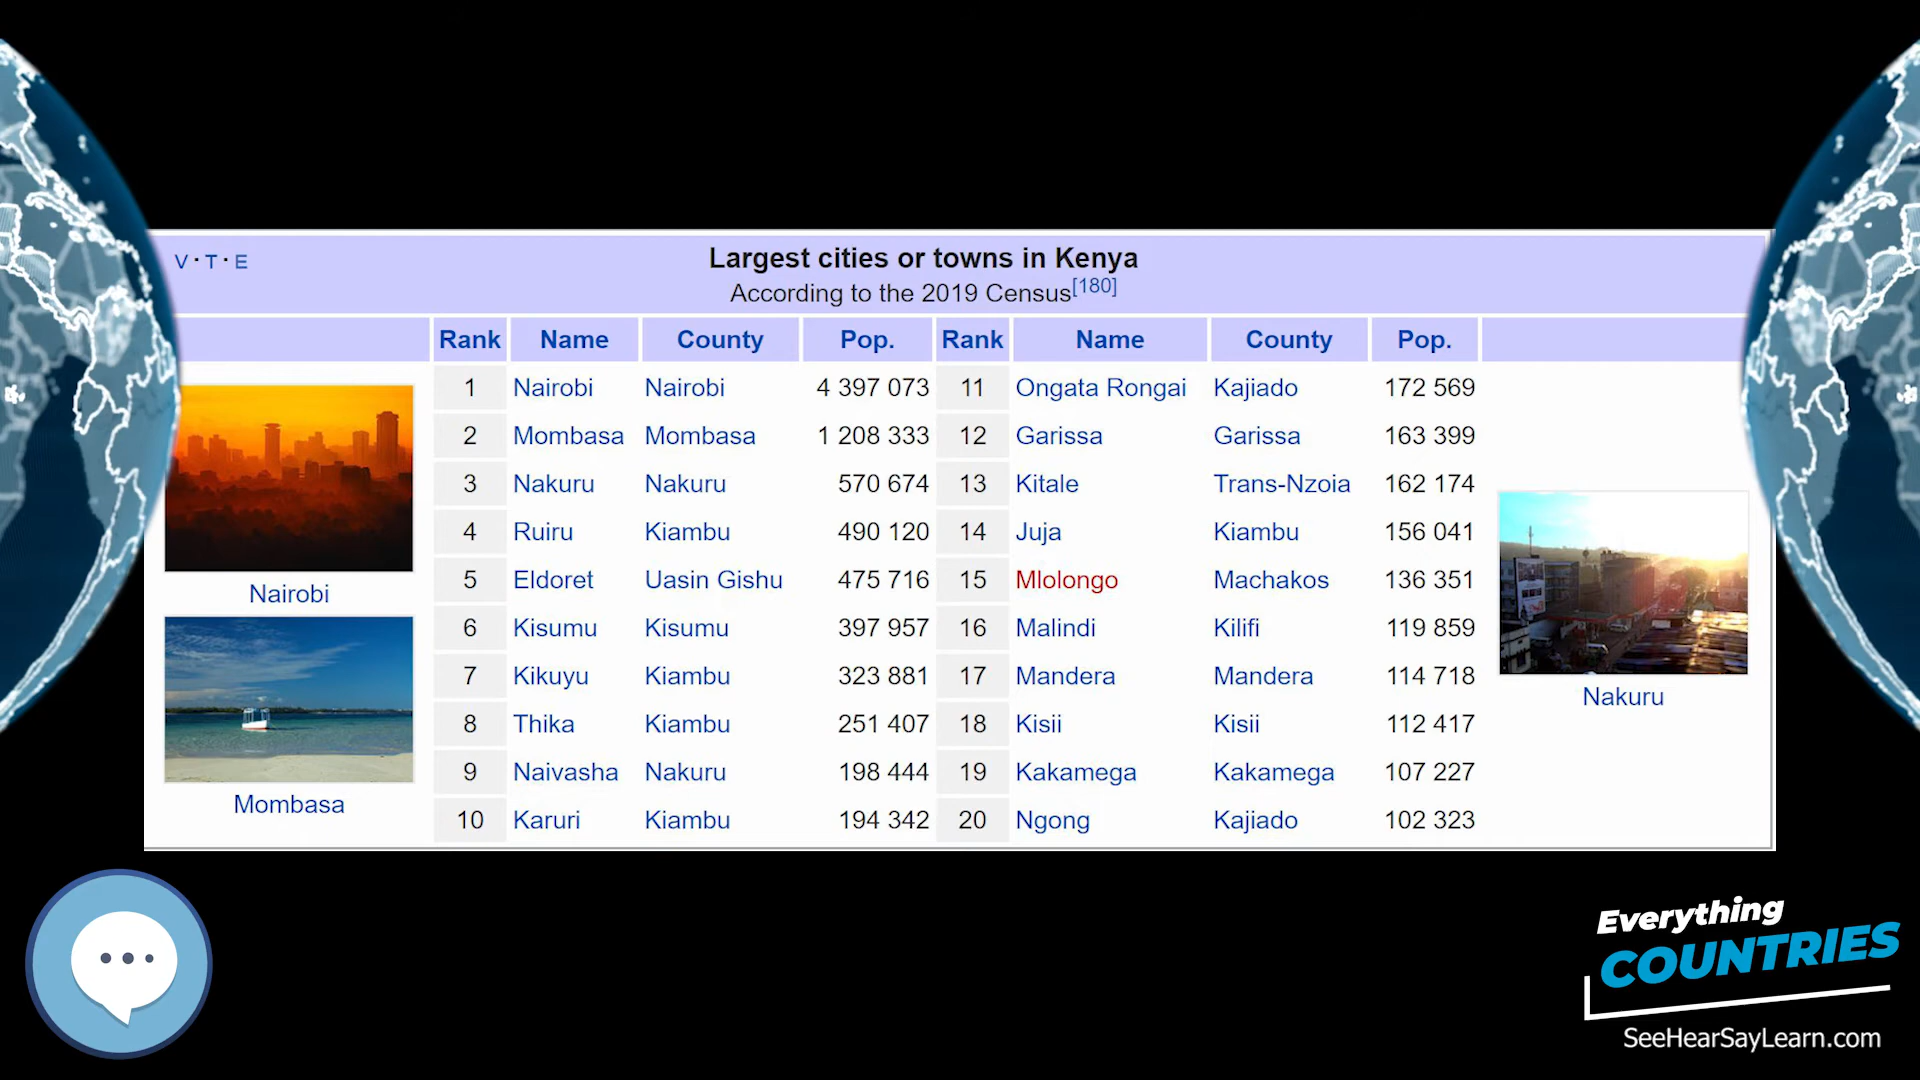 V · T · E
Largest cities or towns in Kenya
According to the 2019 Census[180]
Rank Name County Pop. Rank Name County Pop.
1 Nairobi Nairobi 4 397 073 11 Ongata Rongai Kajiado 172 569
2 Mombasa Mombasa 1 208 333 12 Garissa Garissa 163 399
3 Nakuru Nakuru 570 674 13 Kitale Trans-Nzoia 162 174
4 Ruiru Kiambu 490 120 14 Juja Kiambu 156 041
5 Eldoret Uasin Gishu 475 716 15 Mlolongo Machakos 136 351
Nairobi
6 Kisumu Kisumu 397 957 16 Malindi Kilifi 119 859
7 Kikuyu Kiambu 323 881 17 Mandera Mandera 114 718
Nakuru
8 Thika Kiambu 251 407 18 Kisii Kisii 112 417
9 Naivasha Nakuru 198 444 19 Kakamega Kakamega 107 227
Mombasa
10 Karuri Kiambu 194 342 20 Ngong Kajiado 102 323
Everything
COUNTRIES
SeeHearSayLearn.com